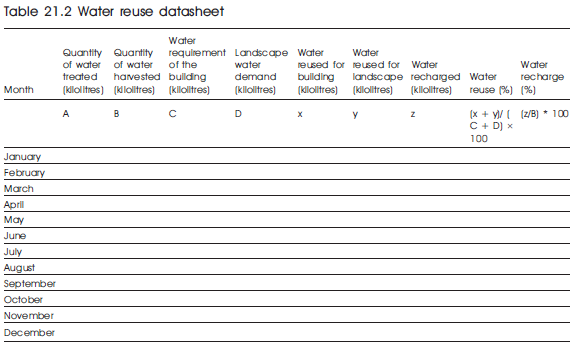 Table 21.2 Water reuse datasheet
Water
Quantity Quantity requirement Landscape Water Water
of water of water of the water reused for reused for Water Water
treated harvested building demand building landscape recharged Water recharge
Month (kilolitres) (kilolitres) (kilolitres) (kilolitres) (kilolitres) (kilolitres) (kilolitres) reuse (%) (%)
A B C D x y z (x + y)/ ( (z/B) * 100
C + D) ×
100
January
February
March
April
May
June
July
August
September
October
November
December